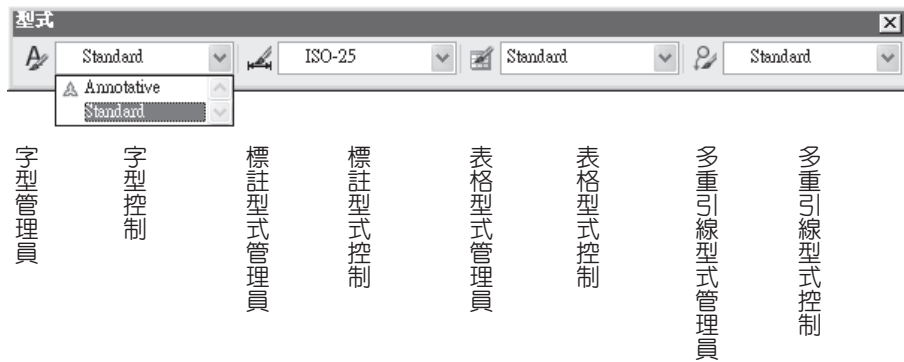 型式
Standard
ISO-25
Standard
Standard
Annotative
Standard
字型管理員
字型控制
標註型式管理員
標註型式控制
表格型式管理員
表格型式控制
多重引線型式管理員
多重引線型式控制